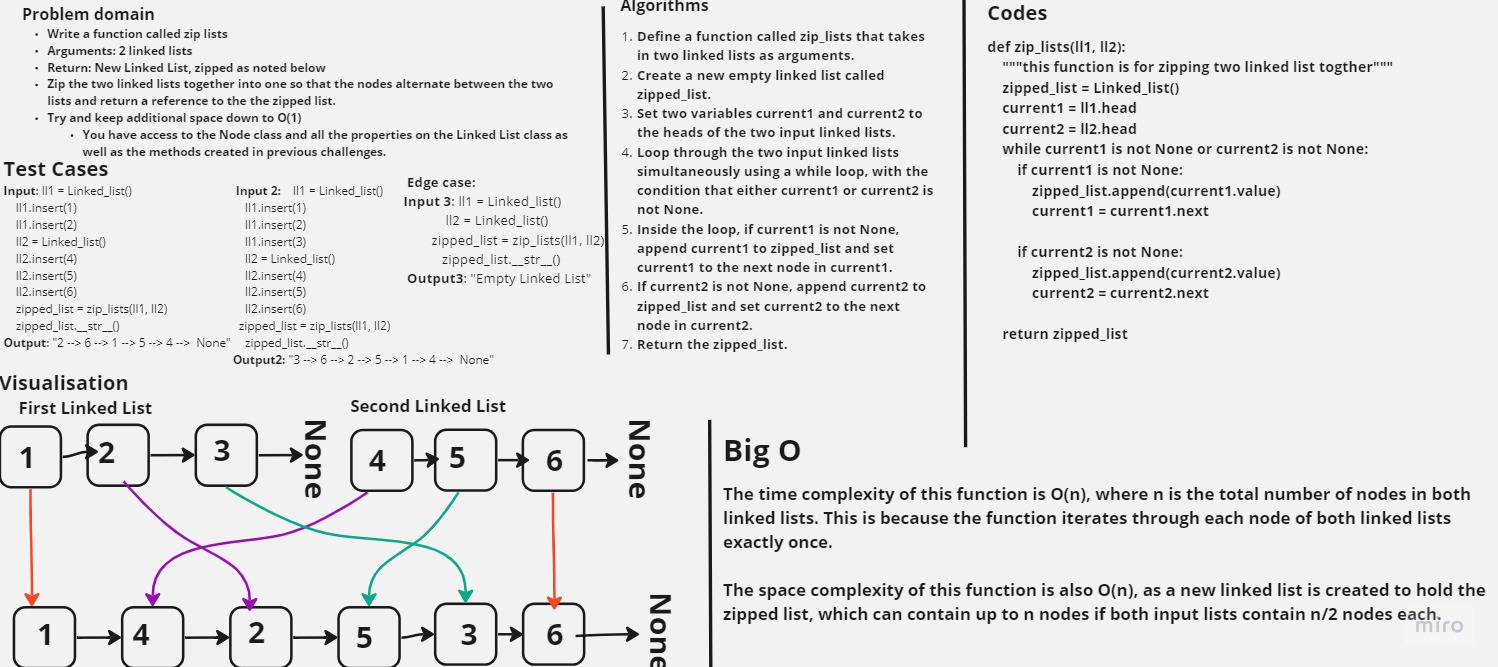 Problem domain
• Write a function called zip lists
• Arguments: 2 linked lists
• Return: New Linked List, zipped as noted below
• Zip the two linked lists together into one so that the nodes alternate between the two
lists and return a reference to the the zipped list.
• Try and keep additional space down to O(1)
• You have access to the Node class and all the properties on the Linked List class as
well as the methods created in previous challenges.
Test Cases
Input: ll1 = Linked_list()
ll1.insert(1)
ll1.insert(2)
ll2 = Linked_list()
ll2.insert(4)
ll2.insert(5)
ll2.insert(6)
zipped_list = zip_lists(ll1, ll2)
zipped_list.__str__()
Output: "2 --> 6 --> 1 --> 5 --> 4 --> None"
Input 2: ll1 = Linked_list()
ll1.insert(1)
ll1.insert(2)
ll1.insert(3)
ll2 = Linked_list()
ll2.insert(4)
ll2.insert(5)
ll2.insert(6)
zipped_list = zip_lists(ll1, ll2)
zipped_list.__str__()
Output2: "3 --> 6 --> 2 --> 5 --> 1 --> 4 --> None"
Edge case:
Input 3: ll1 = Linked_list()
ll2 = Linked_list()
zipped_list = zip_lists(ll1, ll2)
zipped_list.__str__()
Output3: "Empty Linked List"
Algorithms
1. Define a function called zip_lists that takes
in two linked lists as arguments.
2. Create a new empty linked list called
zipped_list.
3. Set two variables current1 and current2 to
the heads of the two input linked lists.
4. Loop through the two input linked lists
simultaneously using a while loop, with the
condition that either current1 or current2 is
not None.
5. Inside the loop, if current1 is not None,
append current1 to zipped_list and set
current1 to the next node in current1.
6. If current2 is not None, append current2 to
zipped_list and set current2 to the next
node in current2.
7. Return the zipped_list.
Codes
def zip_lists(ll1, ll2):
"""this function is for zipping two linked list togther"""
zipped_list = Linked_list()
current1 = ll1.head
current2 = ll2.head
while current1 is not None or current2 is not None:
if current1 is not None:
zipped_list.append(current1.value)
current1 = current1.next
if current2 is not None:
zipped_list.append(current2.value)
current2 = current2.next
return zipped_list
Visualisation
First Linked List
1 2 3 None
Second Linked List
4 5 6 None
1 4 2 5 3 6 None
Big O
The time complexity of this function is O(n), where n is the total number of nodes in both
linked lists. This is because the function iterates through each node of both linked lists
exactly once.
The space complexity of this function is also O(n), as a new linked list is created to hold the
zipped list, which can contain up to n nodes if both input lists contain n/2 nodes each.
miro